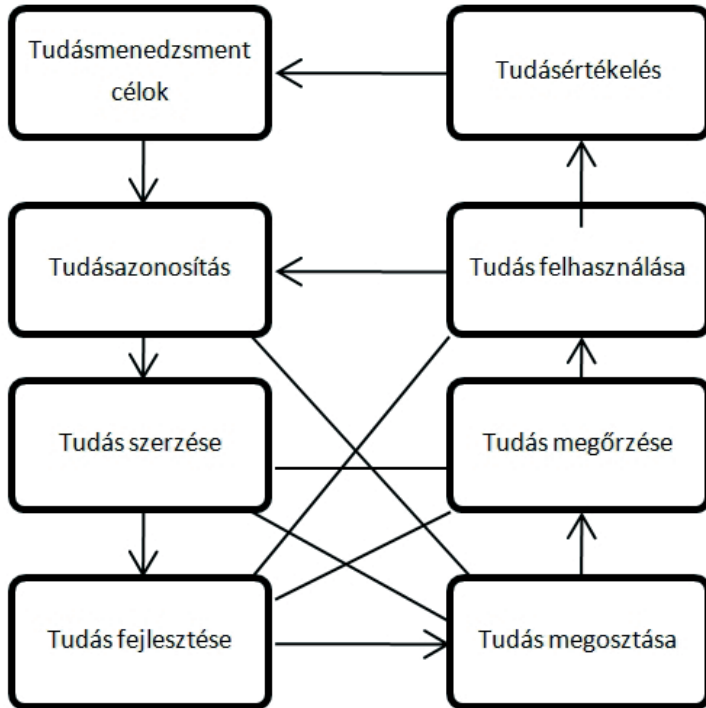 Tudásmenedzsment
célok
Tudásértékelés
Tudásazonosítás
Tudás felhasználása
Tudás szerzése
Tudás megőrzése
Tudás fejlesztése
Tudás megosztása